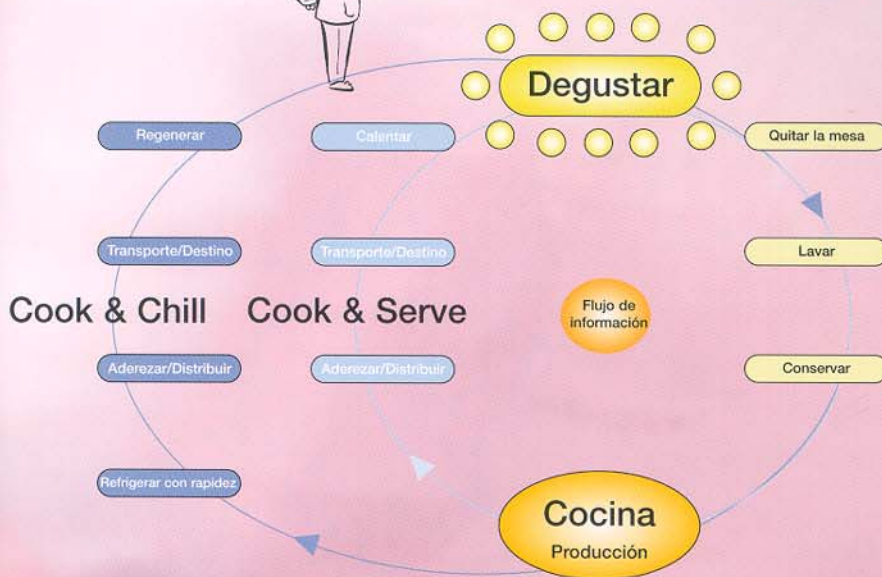 Degustar
Regenerar
Calentar
Quitar la mesa
Transporte/Destino
Transporte/Destino
Lavar
Cook & Chill
Cook & Serve
Flujo de
información
Aderezar/Distribuir
Aderezar/Distribuir
Conservar
Refrigerar con rapidez
Cocina
Producción